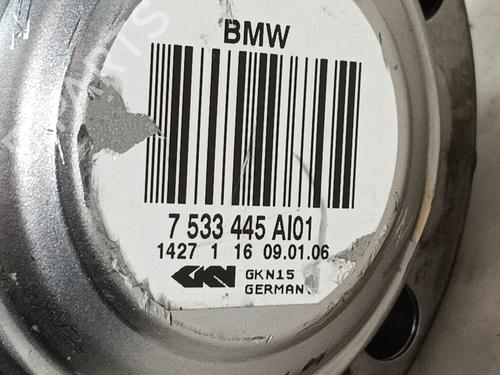 BMW
7 533 445 AI01
1427 1 16 09.01.06
GKN GKN15
GERMAN